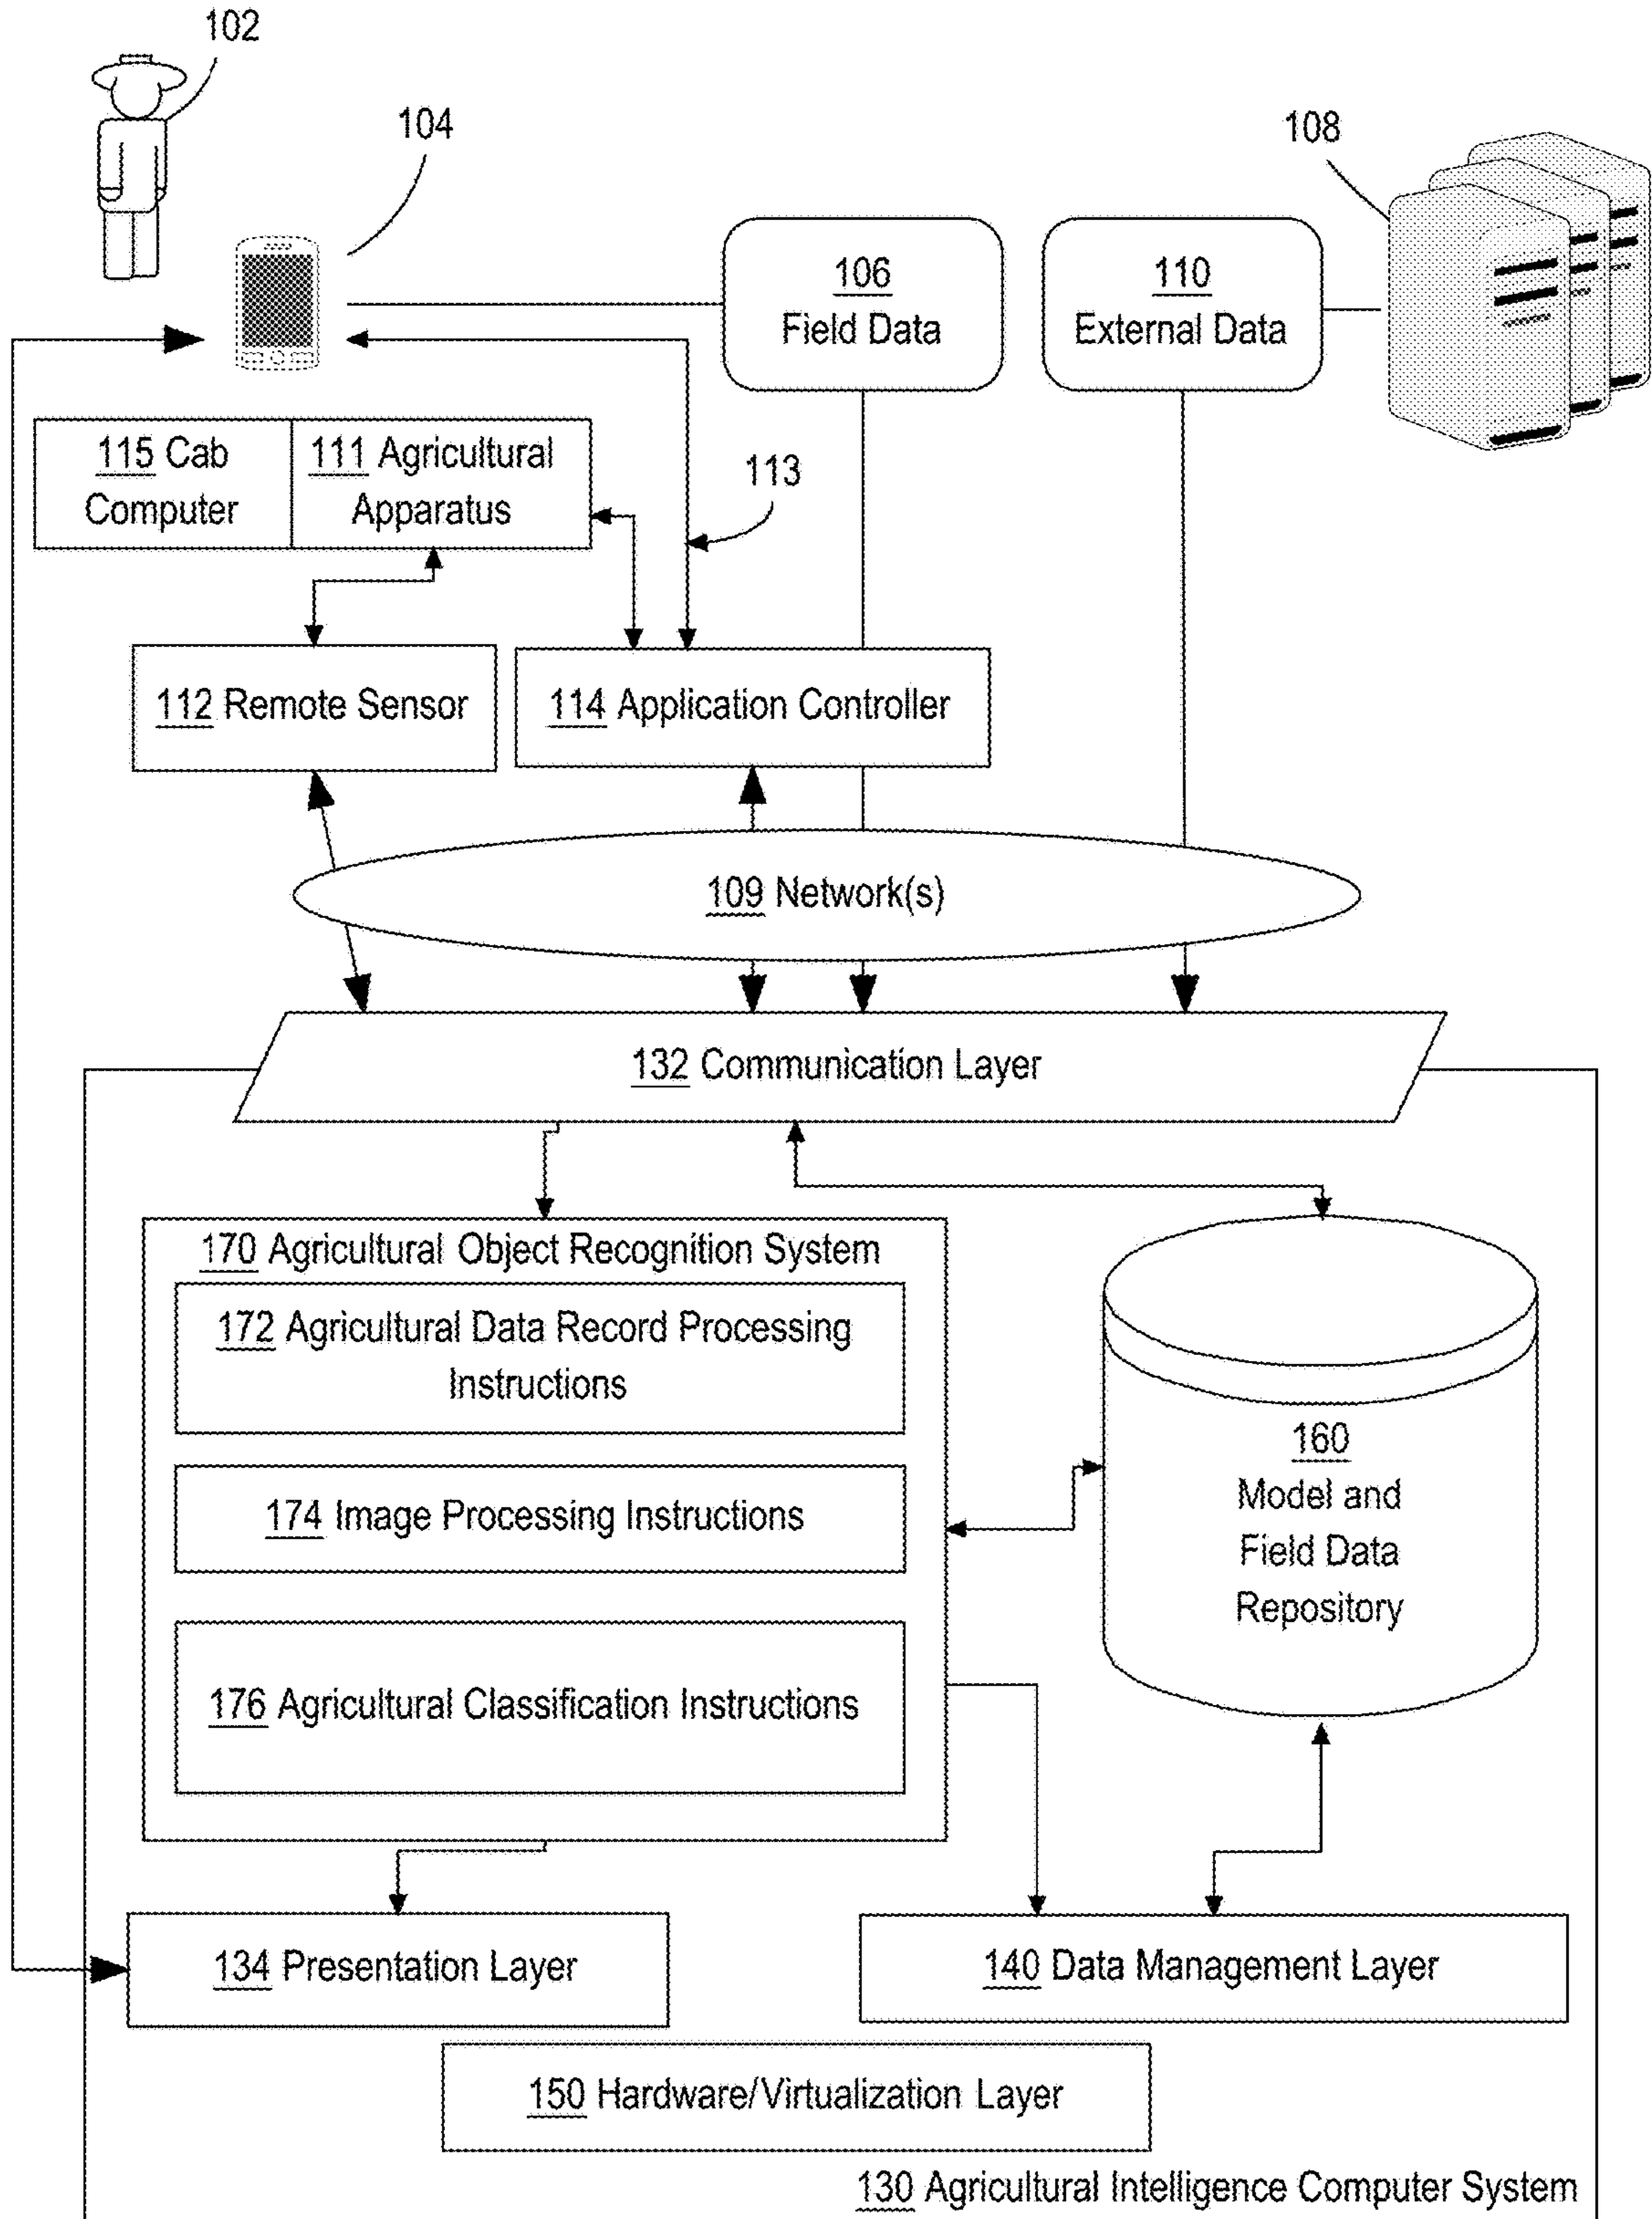 102
104
108
106
Field Data
110
External Data
115 Cab
Computer
111 Agricultural
Apparatus
113
112 Remote Sensor
114 Application Controller
109 Network(s)
132 Communication Layer
170 Agricultural Object Recognition System
172 Agricultural Data Record Processing
Instructions
174 Image Processing Instructions
176 Agricultural Classification Instructions
160
Model and
Field Data
Repository
134 Presentation Layer
140 Data Management Layer
150 Hardware/Virtualization Layer
130 Agricultural Intelligence Computer System